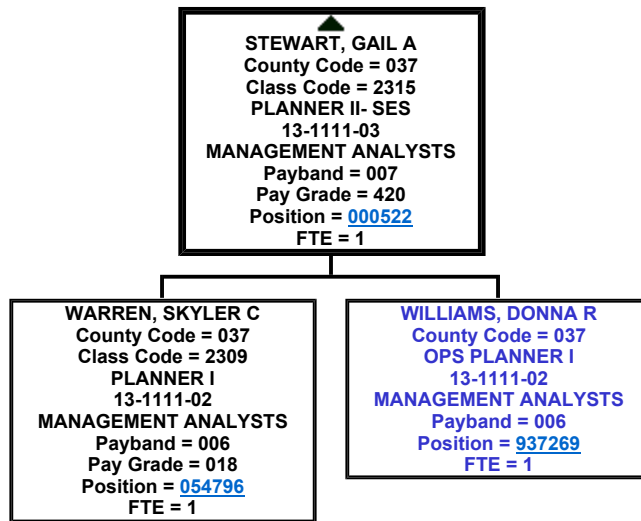 STEWART, GAIL A
County Code = 037
Class Code = 2315
PLANNER II- SES
13-1111-03
MANAGEMENT ANALYSTS
Payband = 007
Pay Grade = 420
Position = 000522
FTE = 1
WARREN, SKYLER C
County Code = 037
Class Code = 2309
PLANNER I
13-1111-02
MANAGEMENT ANALYSTS
Payband = 006
Pay Grade = 018
Position = 054796
FTE = 1
WILLIAMS, DONNA R
County Code = 037
OPS PLANNER I
13-1111-02
MANAGEMENT ANALYSTS
Payband = 006
Position = 937269
FTE = 1